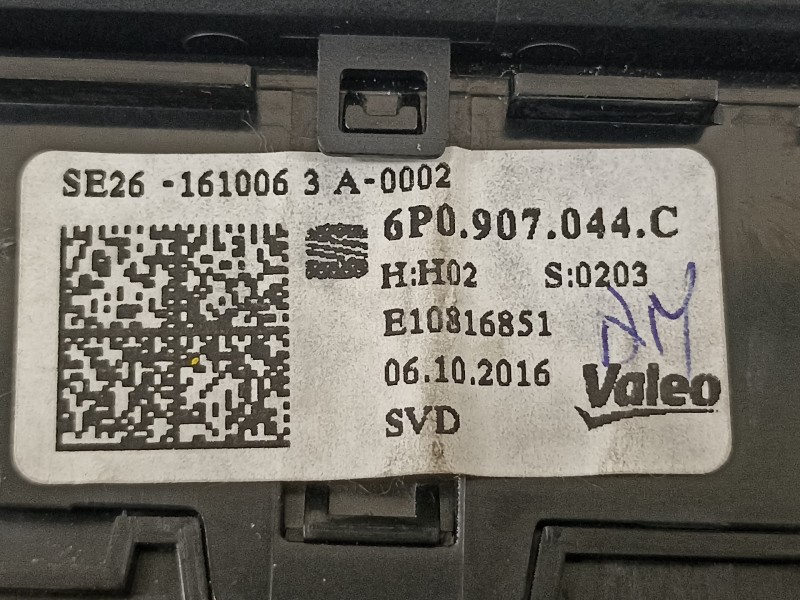 SE26 -161006 3 A-0002
6P0.907.044.C
H:H02 S:0203
E10816851
06.10.2016
Valeo
SVD